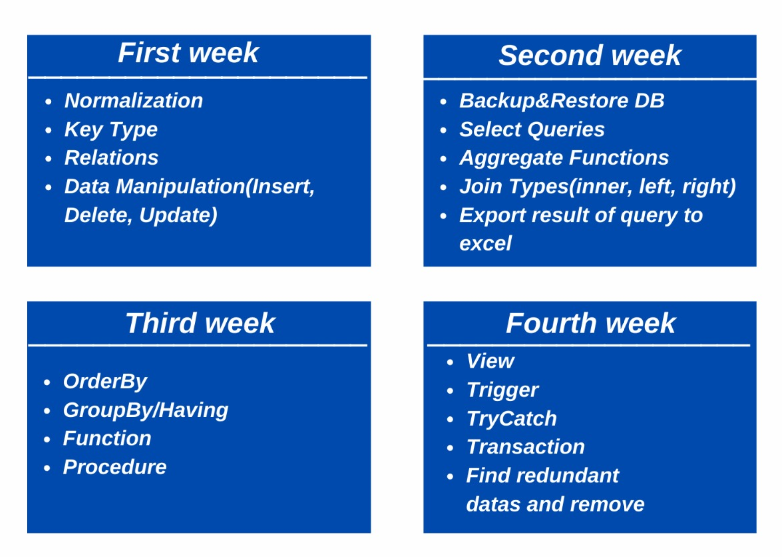 First week
• Normalization
• Key Type
• Relations
• Data Manipulation(Insert,
Delete, Update)
Second week
• Backup&Restore DB
• Select Queries
• Aggregate Functions
• Join Types(inner, left, right)
• Export result of query to
excel
Third week
• OrderBy
• GroupBy/Having
• Function
• Procedure
Fourth week
• View
• Trigger
• TryCatch
• Transaction
• Find redundant
datas and remove